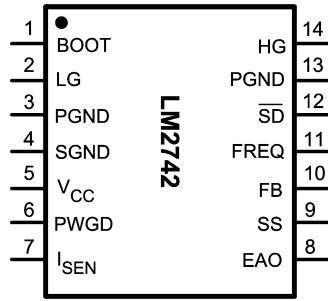 1 BOOT HG 14
2 LG PGND 13
3 PGND SD 12
4 SGND FREQ 11
5 VCC FB 10
6 PWGD SS 9
7 ISEN EAO 8
LM2742